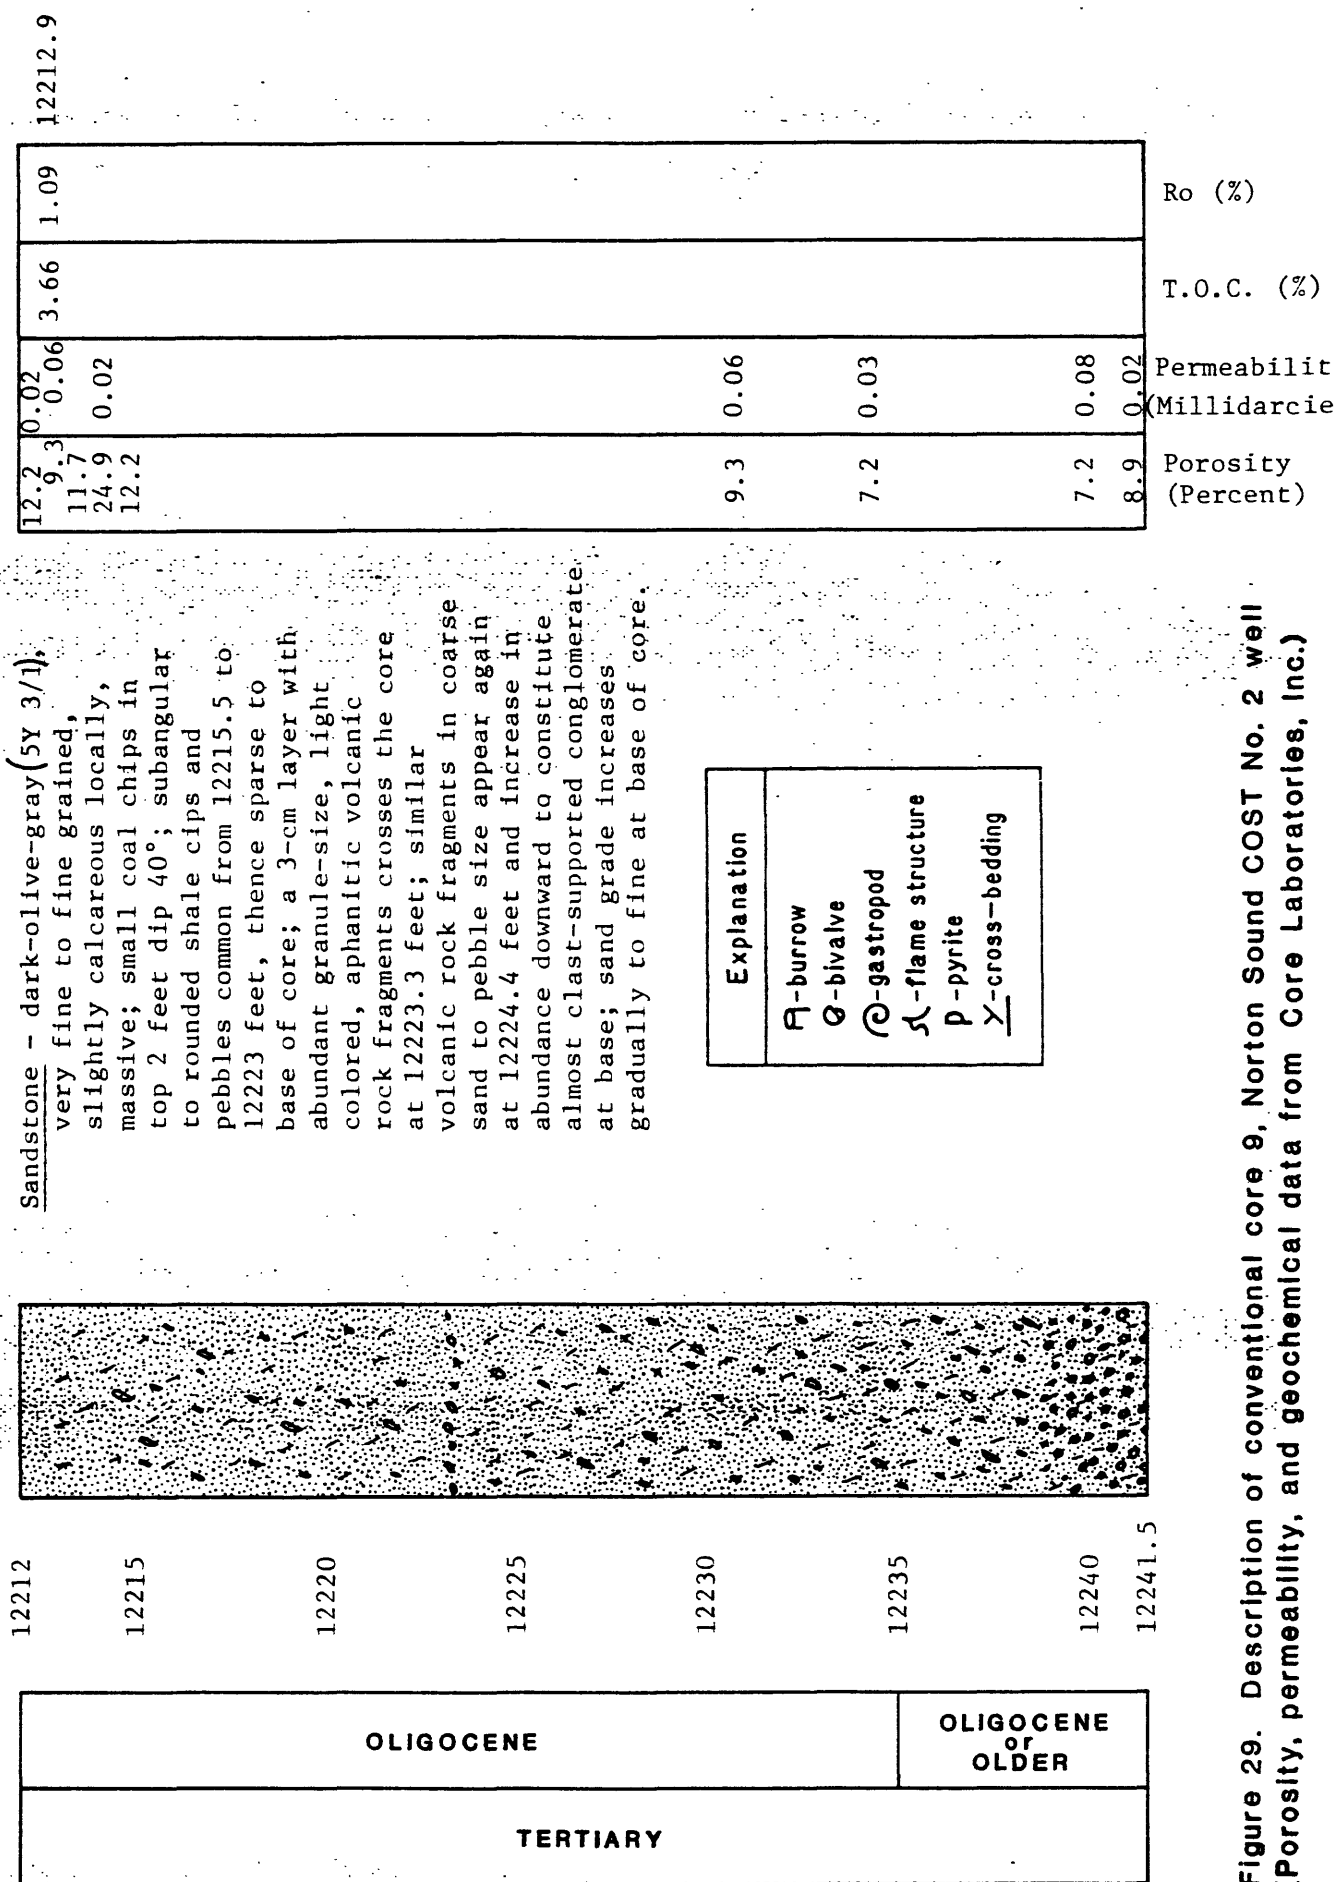 12212.9
1.09
Ro (%)
3.66
T.O.C. (%)
0.02
0.06
0.02
0.06
0.03
0.08
0.02
Permeabilit
(Millidarcie
12.2
9.3
11.7
24.9
12.2
9.3
7.2
7.2
8.9
Porosity
(Percent)
Sandstone - dark-olive-gray (5Y 3/1),
very fine to fine grained,
slightly calcareous locally,
massive; small coal chips in
top 2 feet dip 40°; subangular
to rounded shale cips and
pebbles common from 12215.5 to
12223 feet, thence sparse to
base of core; a 3-cm layer with
abundant granule-size, light
colored, aphanitic volcanic
rock fragments crosses the core
at 12223.3 feet; similar
volcanic rock fragments in coarse
sand to pebble size appear again
at 12224.4 feet and increase in
abundance downward to constitute
almost clast-supported conglomerate
at base; sand grade increases
gradually to fine at base of core.
Explanation
-burrow
-bivalve
-gastropod
-flame structure
p-pyrite
-cross-bedding
12212
12215
12220
12225
12230
12235
12240
12241.5
OLIGOCENE
OLIGOCENE
or
OLDER
TERTIARY
Figure 29. Description of conventional core 9, Norton Sound COST No. 2 well
(Porosity, permeability, and geochemical data from Core Laboratories, Inc.)